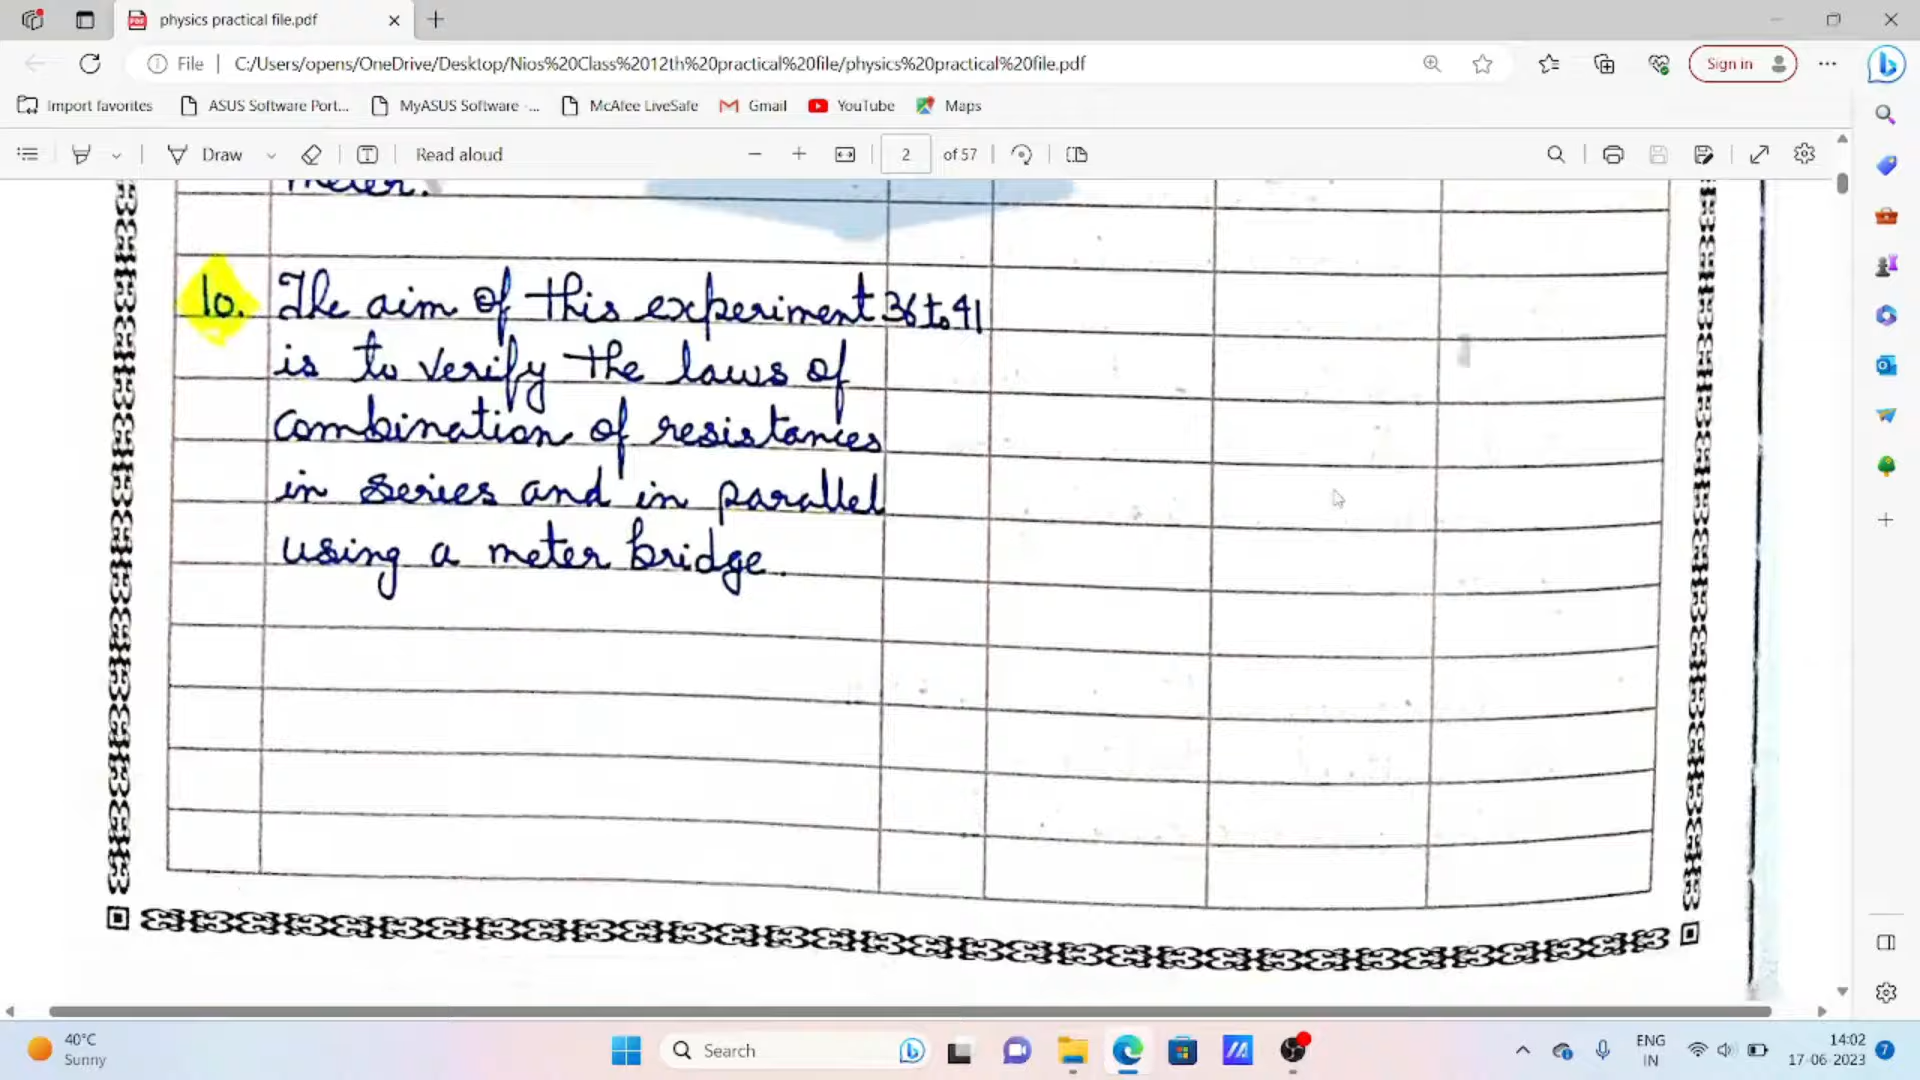 physics practical file.pdf
File
C:/Users/opens/OneDrive/Desktop/Nios%20Class%2012th%20practical%20file/physics%20practical%20file.pdf
Sign in
Import favorites
ASUS Software Port...
MyASUS Software -...
McAfee LiveSafe
Gmail
YouTube
Maps
Draw
Read aloud
2
of 57
meter.
10. The aim of this experiment 36 to 41
is to verify the laws of
combination of resistances
in series and in parallel
using a meter bridge.
40°C
Sunny
Search
ENG
IN
14:02
17-06-2023
7